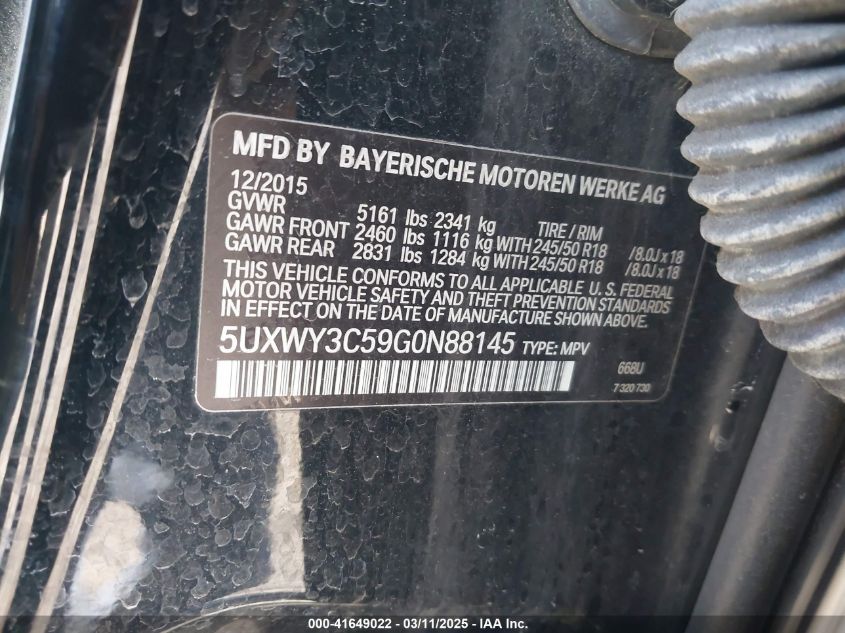 MFD BY BAYERISCHE MOTOREN WERKE AG
12/2015
GVWR 5161 lbs 2341 kg TIRE / RIM
GAWR FRONT 2460 lbs 1116 kg WITH 245/50 R18 /8.0J x 18
GAWR REAR 2831 lbs 1284 kg WITH 245/50 R18 /8.0J x 18
THIS VEHICLE CONFORMS TO ALL APPLICABLE U.S. FEDERAL
MOTOR VEHICLE SAFETY AND THEFT PREVENTION STANDARDS
IN EFFECT ON THE DATE OF MANUFACTURE SHOWN ABOVE.
5UXWY3C59G0N88145 TYPE: MPV
668U
7 320 730
000-41649022 - 03/11/2025 - IAA Inc.